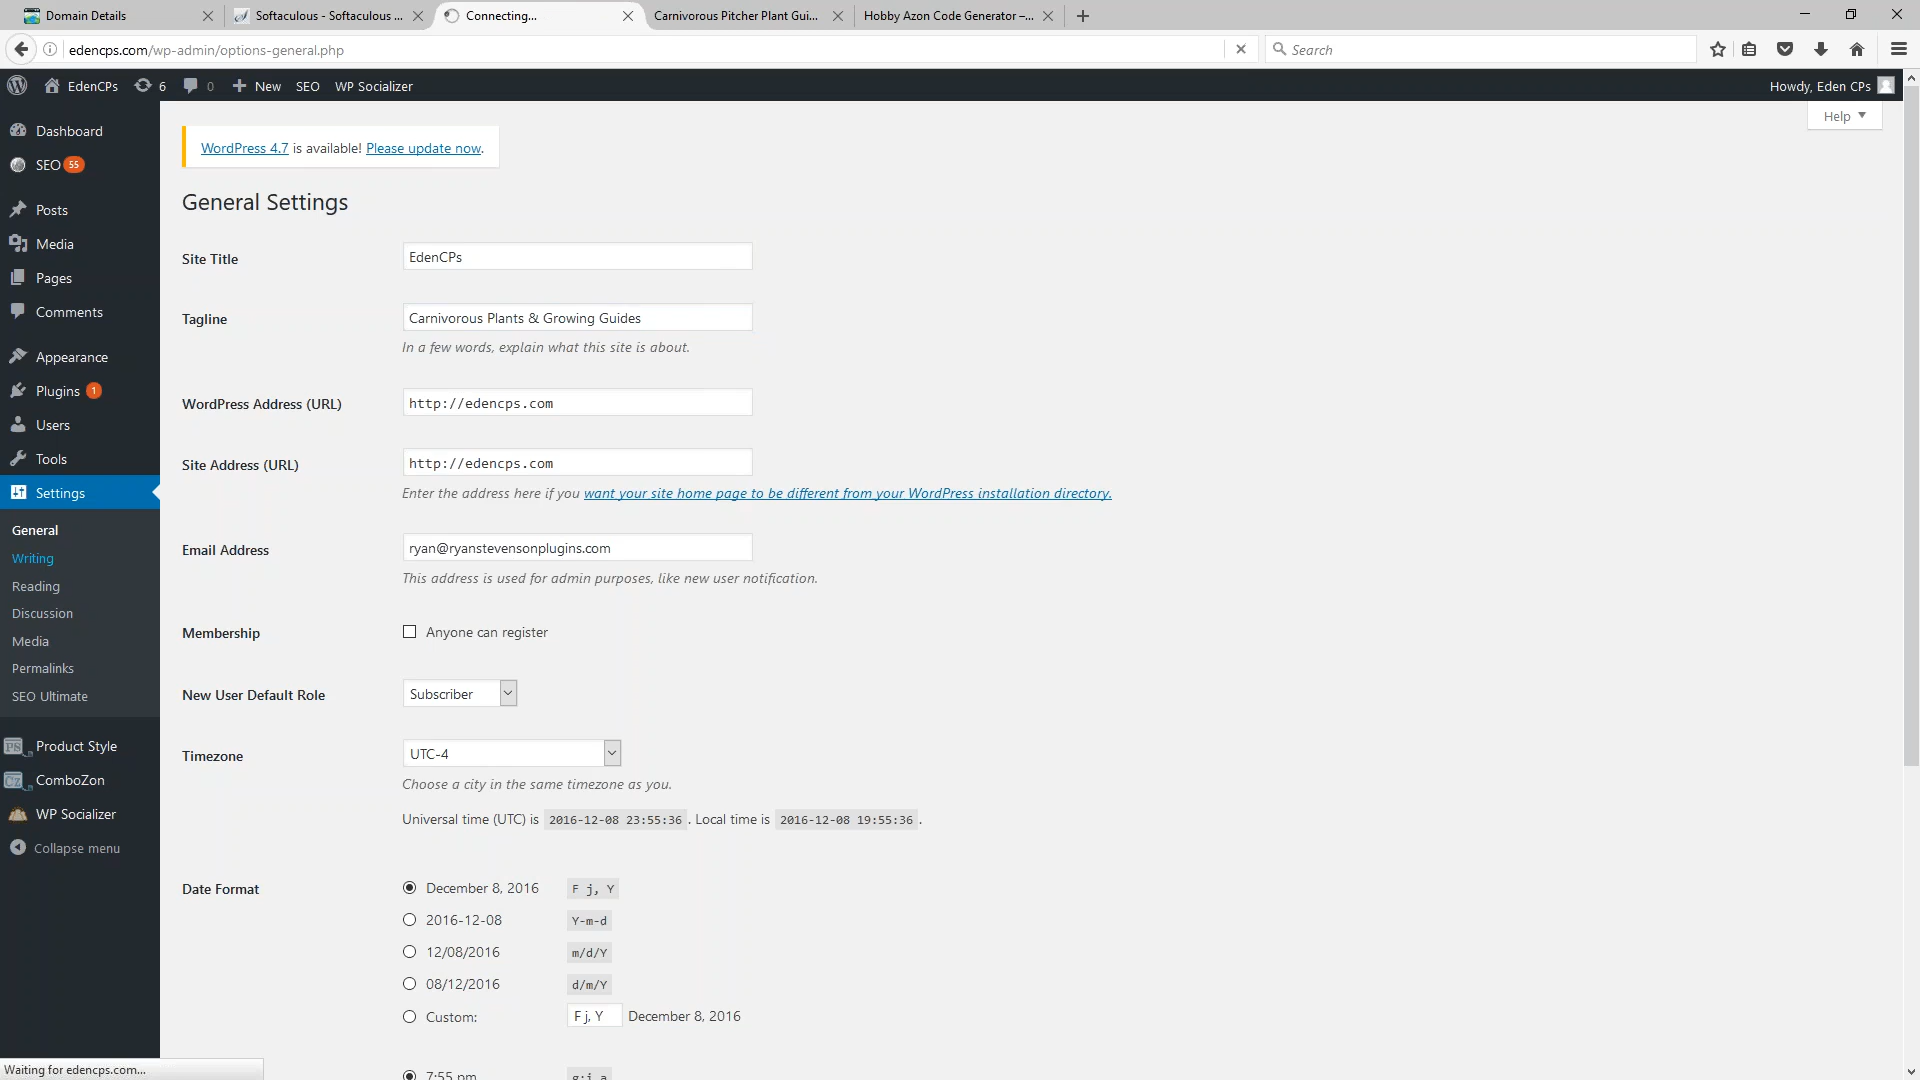 Domain Details
Softaculous - Softaculous ...
Connecting...
Carnivorous Pitcher Plant Gui...
Hobby Azon Code Generator –...
edencps.com/wp-admin/options-general.php
Search
EdenCPs
6
0
New
SEO
WP Socializer
Howdy, Eden CPs
Help
Dashboard
SEO 55
Posts
Media
Pages
Comments
Appearance
Plugins 1
Users
Tools
Settings
General
Writing
Reading
Discussion
Media
Permalinks
SEO Ultimate
Product Style
ComboZon
WP Socializer
Collapse menu
WordPress 4.7 is available! Please update now.
General Settings
Site Title
EdenCPs
Tagline
Carnivorous Plants & Growing Guides
In a few words, explain what this site is about.
WordPress Address (URL)
http://edencps.com
Site Address (URL)
http://edencps.com
Enter the address here if you want your site home page to be different from your WordPress installation directory.
Email Address
ryan@ryanstevensonplugins.com
This address is used for admin purposes, like new user notification.
Membership
Anyone can register
New User Default Role
Subscriber
Timezone
UTC-4
Choose a city in the same timezone as you.
Universal time (UTC) is 2016-12-08 23:55:36 . Local time is 2016-12-08 19:55:36 .
Date Format
December 8, 2016 F j, Y
2016-12-08 Y-m-d
12/08/2016 m/d/Y
08/12/2016 d/m/Y
Custom: F j, Y December 8, 2016
7:55 pm g:i a
Waiting for edencps.com...
PS
CZ